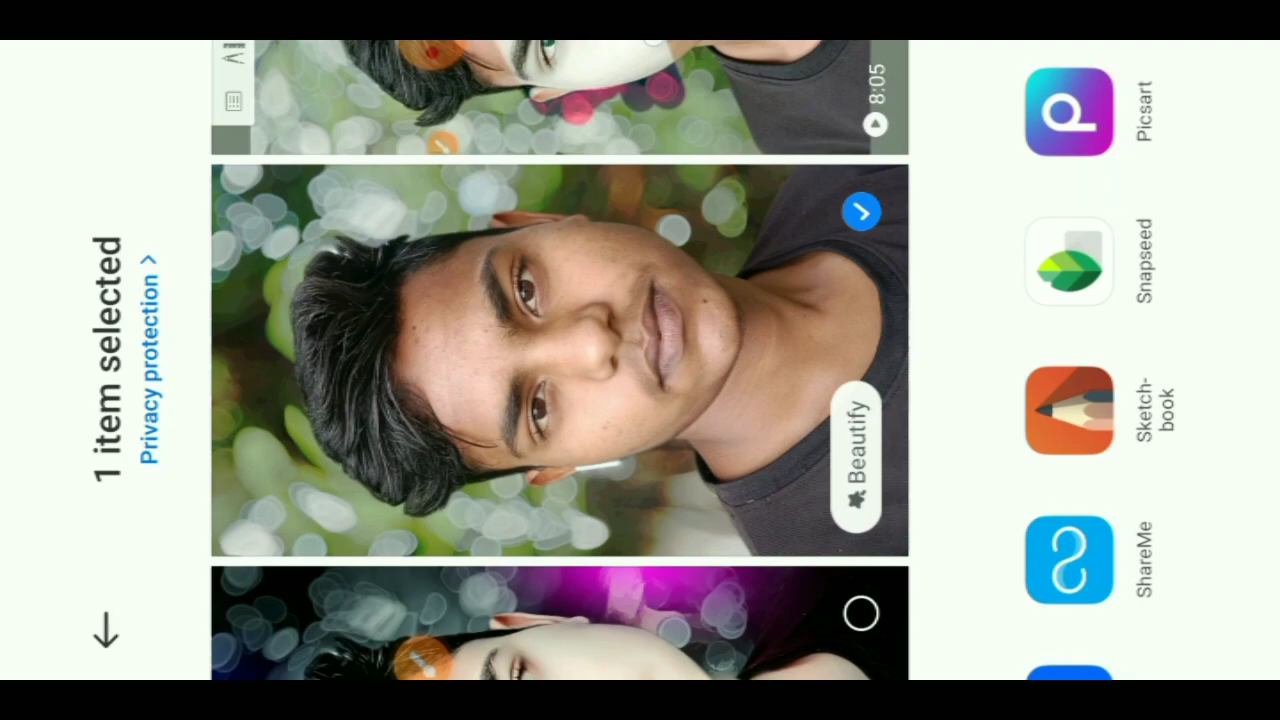 1 item selected
Privacy protection >
8:05
Beautify
Picsart
Snapseed
Sketch-
book
ShareMe